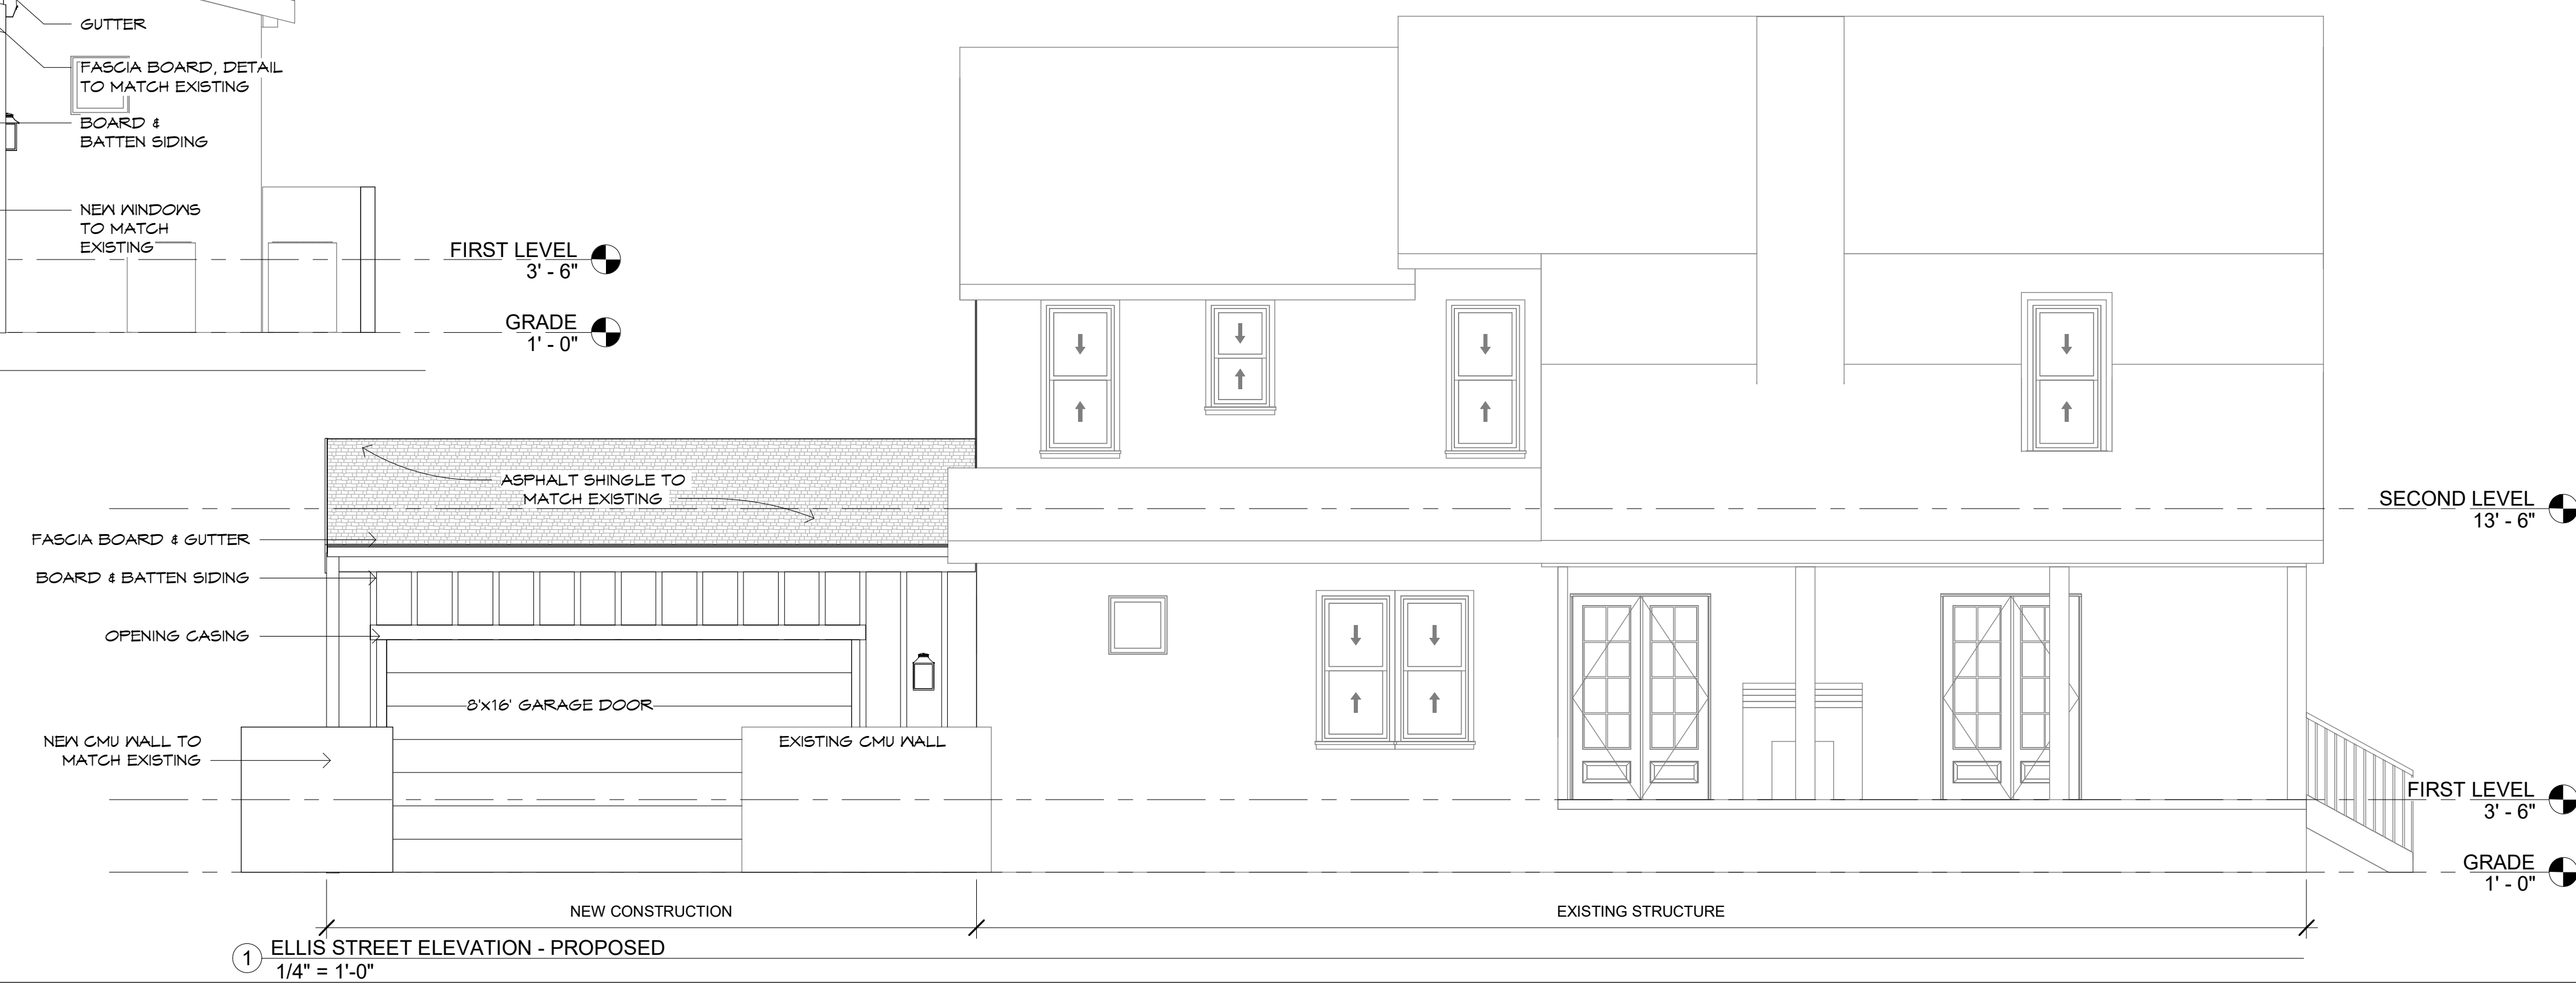 GUTTER
FASCIA BOARD, DETAIL
TO MATCH EXISTING
BOARD &
BATTEN SIDING
NEW WINDOWS
TO MATCH
EXISTING
FIRST LEVEL
3' - 6"
GRADE
1' - 0"
ASPHALT SHINGLE TO
MATCH EXISTING
SECOND LEVEL
13' - 6"
FASCIA BOARD & GUTTER
BOARD & BATTEN SIDING
OPENING CASING
8'x16' GARAGE DOOR
NEW CMU WALL TO
MATCH EXISTING
EXISTING CMU WALL
FIRST LEVEL
3' - 6"
GRADE
1' - 0"
NEW CONSTRUCTION
EXISTING STRUCTURE
1
ELLIS STREET ELEVATION - PROPOSED
1/4" = 1'-0"